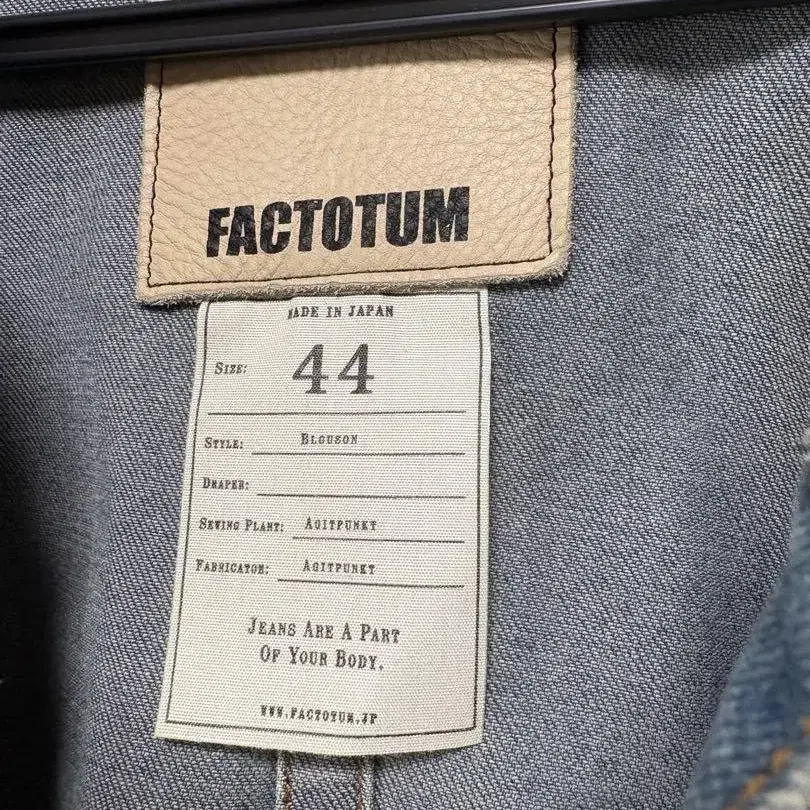 FACTOTUM
MADE IN JAPAN
SIZE: 44
STYLE: BLOUSON
DRAPER:
SEWING PLANT: AGITPUNKT
FABRICATOR: AGITPUNKT
JEANS ARE A PART
OF YOUR BODY.
WWW.FACTOTUM.JP